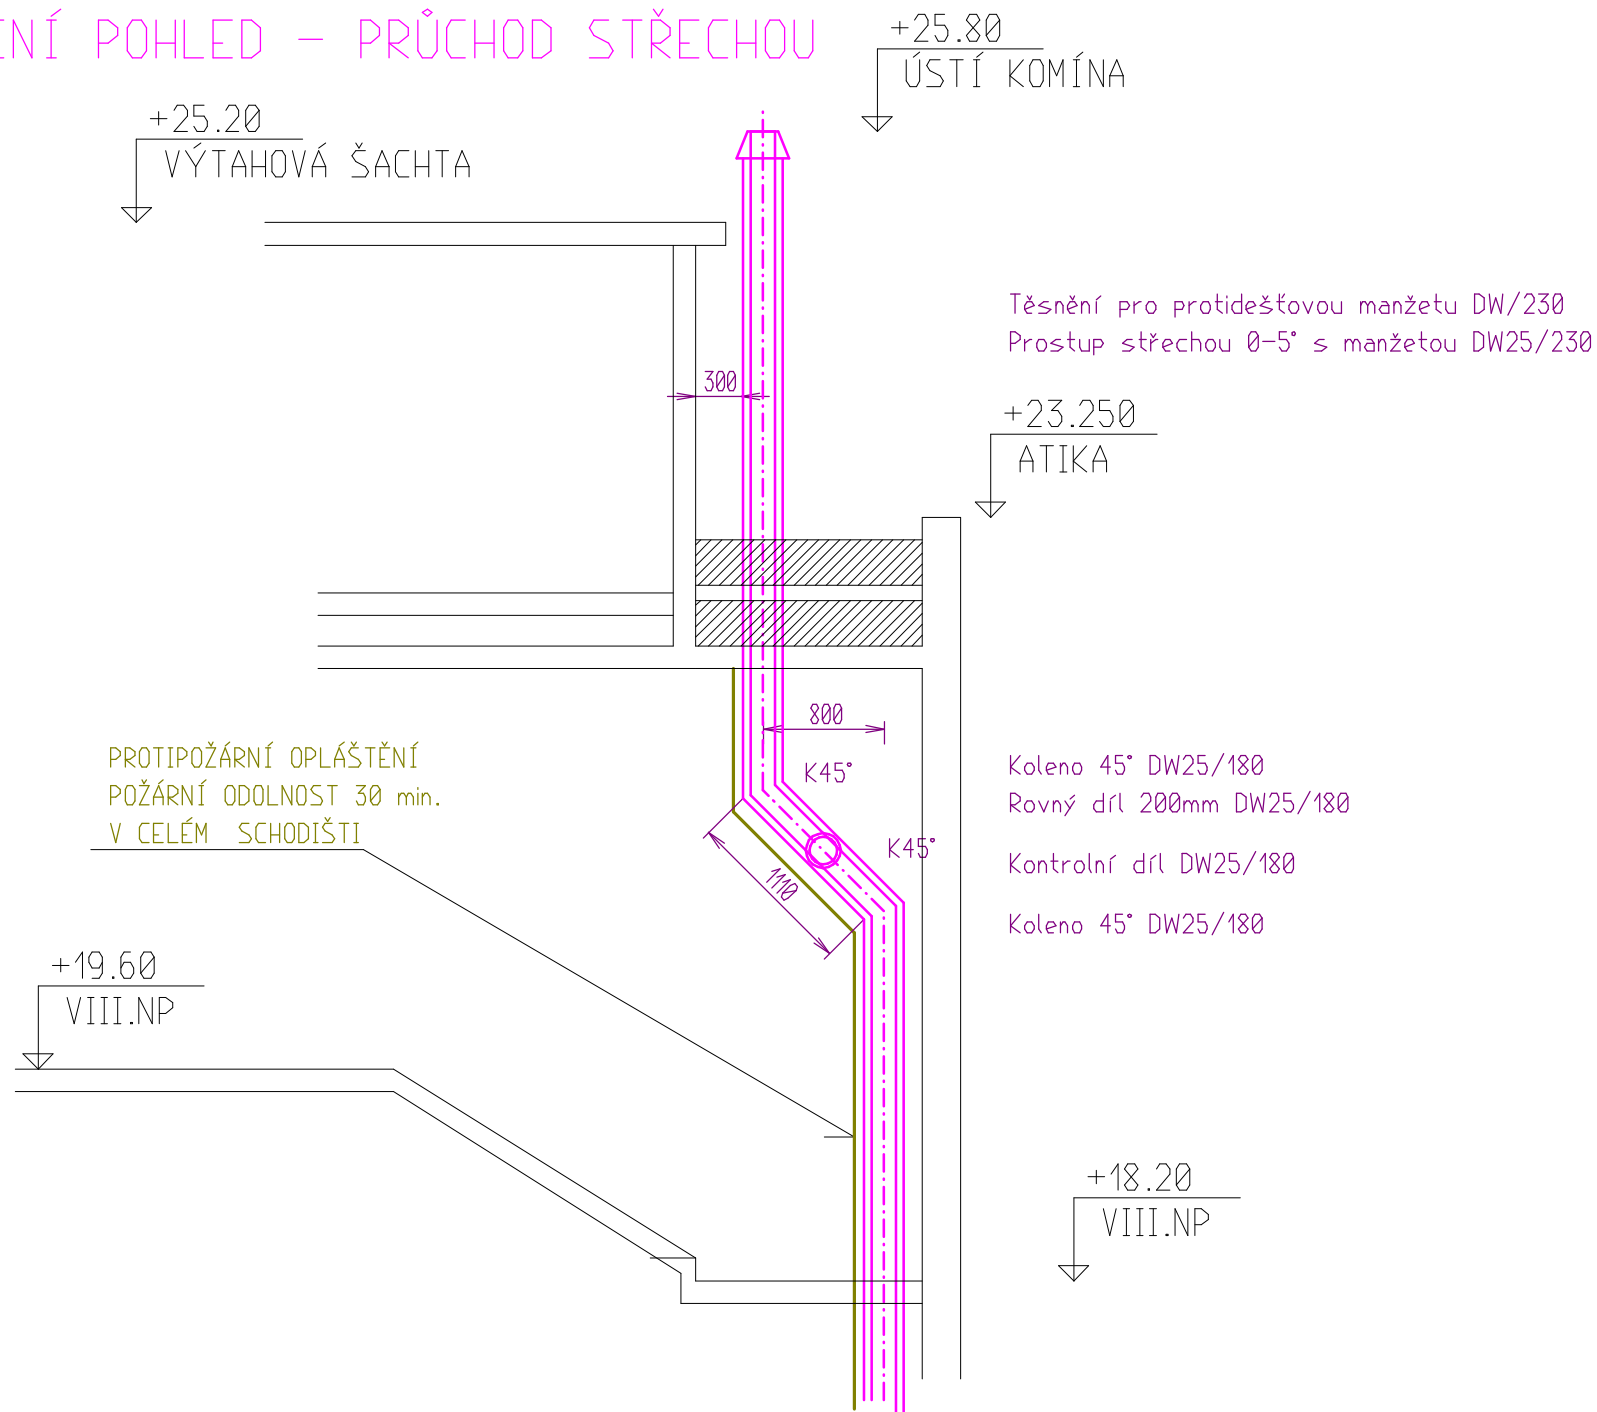 POHLED - PRŮCHOD STŘECHOU
+25.80
ÚSTÍ KOMÍNA
+25.20
VÝTAHOVÁ ŠACHTA
Těsnění pro protidešťovou manžetu DW/230
Prostup střechou 0-5° s manžetou DW25/230
300
+23.250
ATIKA
800
PROTIPOŽÁRNÍ OPLÁŠTĚNÍ
POŽÁRNÍ ODOLNOST 30 min.
V CELÉM SCHODIŠTI
K45°
Koleno 45° DW25/180
Rovný díl 200mm DW25/180
K45°
Kontrolní díl DW25/180
1110
Koleno 45° DW25/180
+19.60
VIII.NP
+18.20
VIII.NP